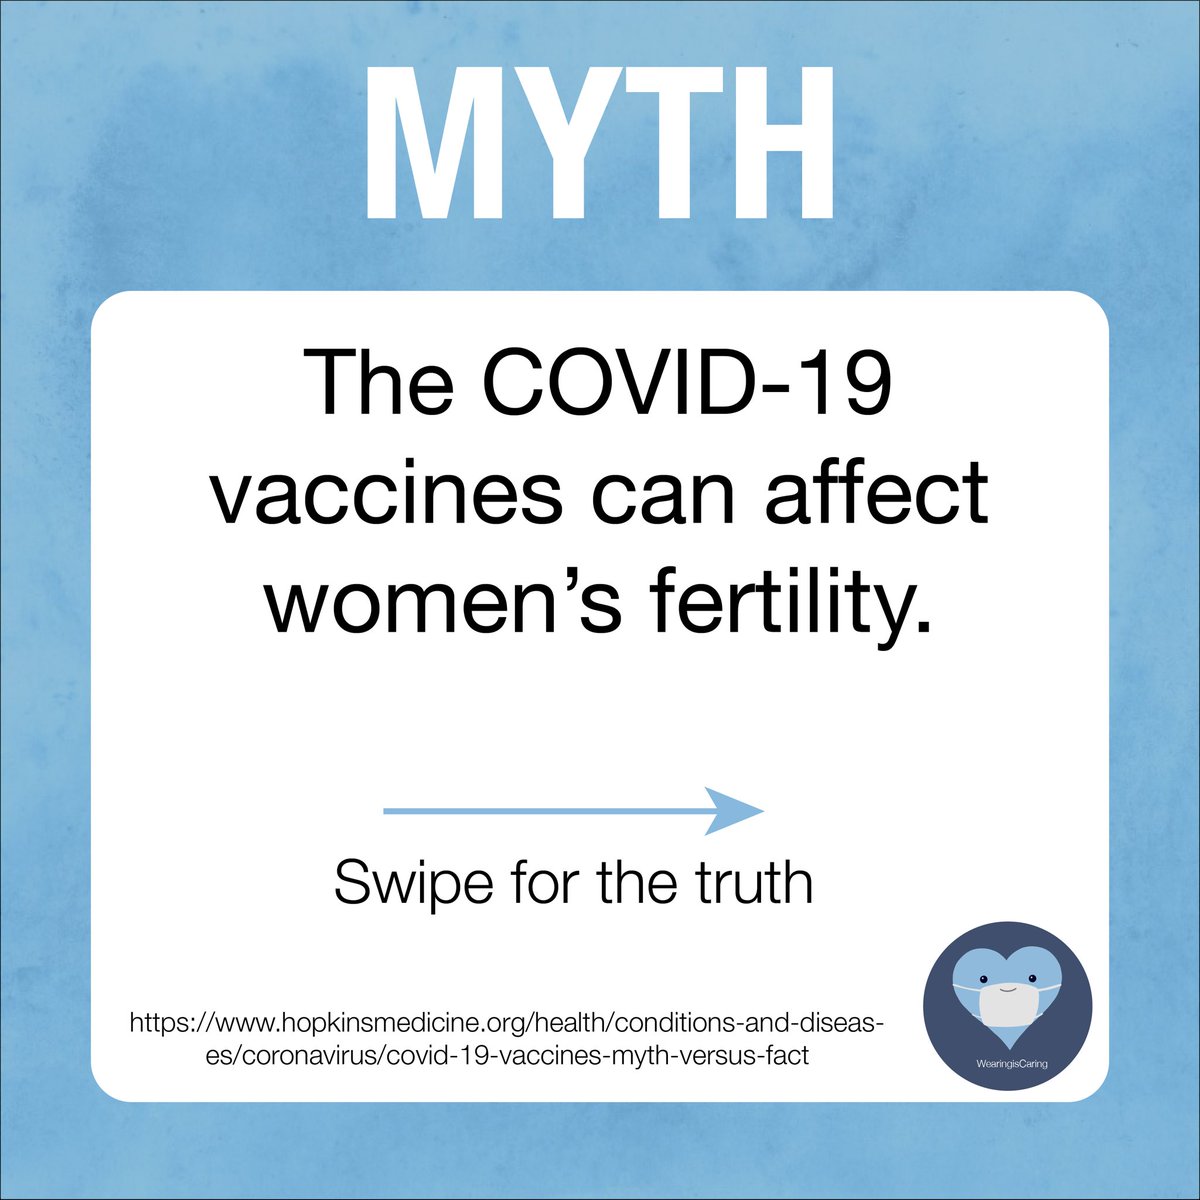 MYTH
The COVID-19
vaccines can affect
women’s fertility.
Swipe for the truth
https://www.hopkinsmedicine.org/health/conditions-and-diseas-
es/coronavirus/covid-19-vaccines-myth-versus-fact
WearingisCaring